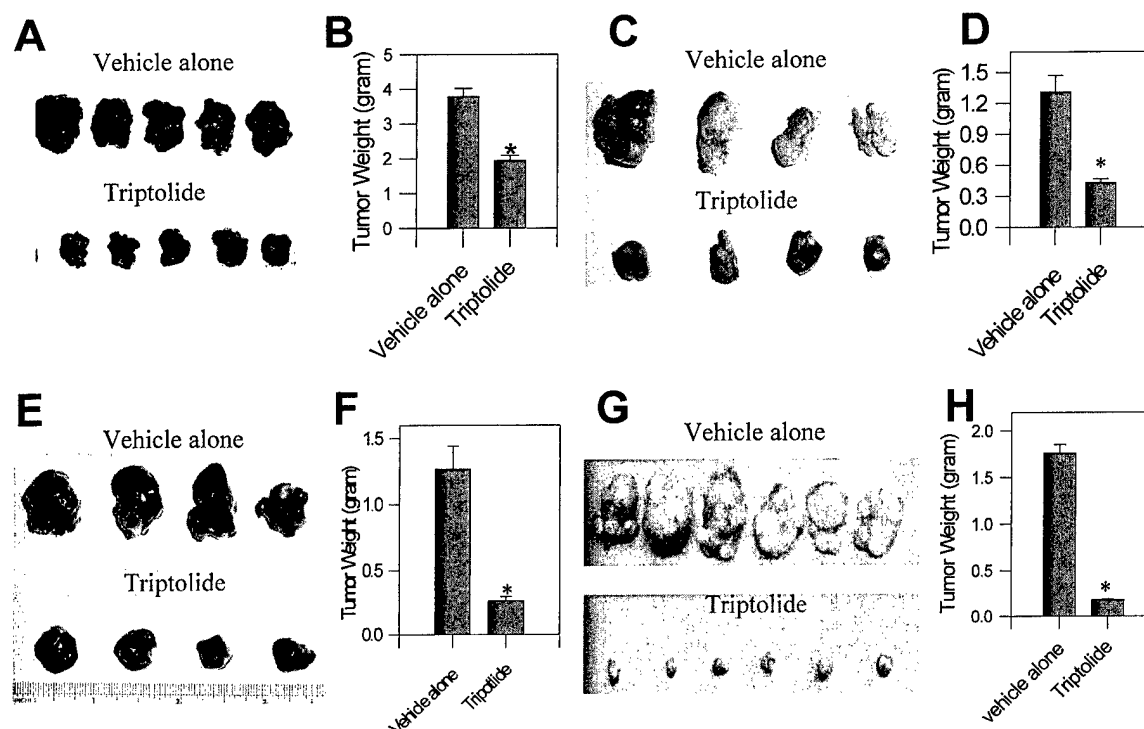 A
Vehicle alone
Triptolide
B
Tumor Weight (gram)
5
4
3
2
1
0
*
Vehicle alone
Triptolide
C
Vehicle alone
Triptolide
D
Tumor Weight (gram)
1.5
1.2
0.9
0.6
0.3
0.0
*
Vehicle alone
Triptolide
E
Vehicle alone
Triptolide
F
Tumor Weight (gram)
1.5
1.0
0.5
0.0
*
Vehicle alone
Tripotlide
G
Vehicle alone
Triptolide
H
Tumor Weight (gram)
2.0
1.5
1.0
0.5
0.0
*
vehicle alone
Triptolide